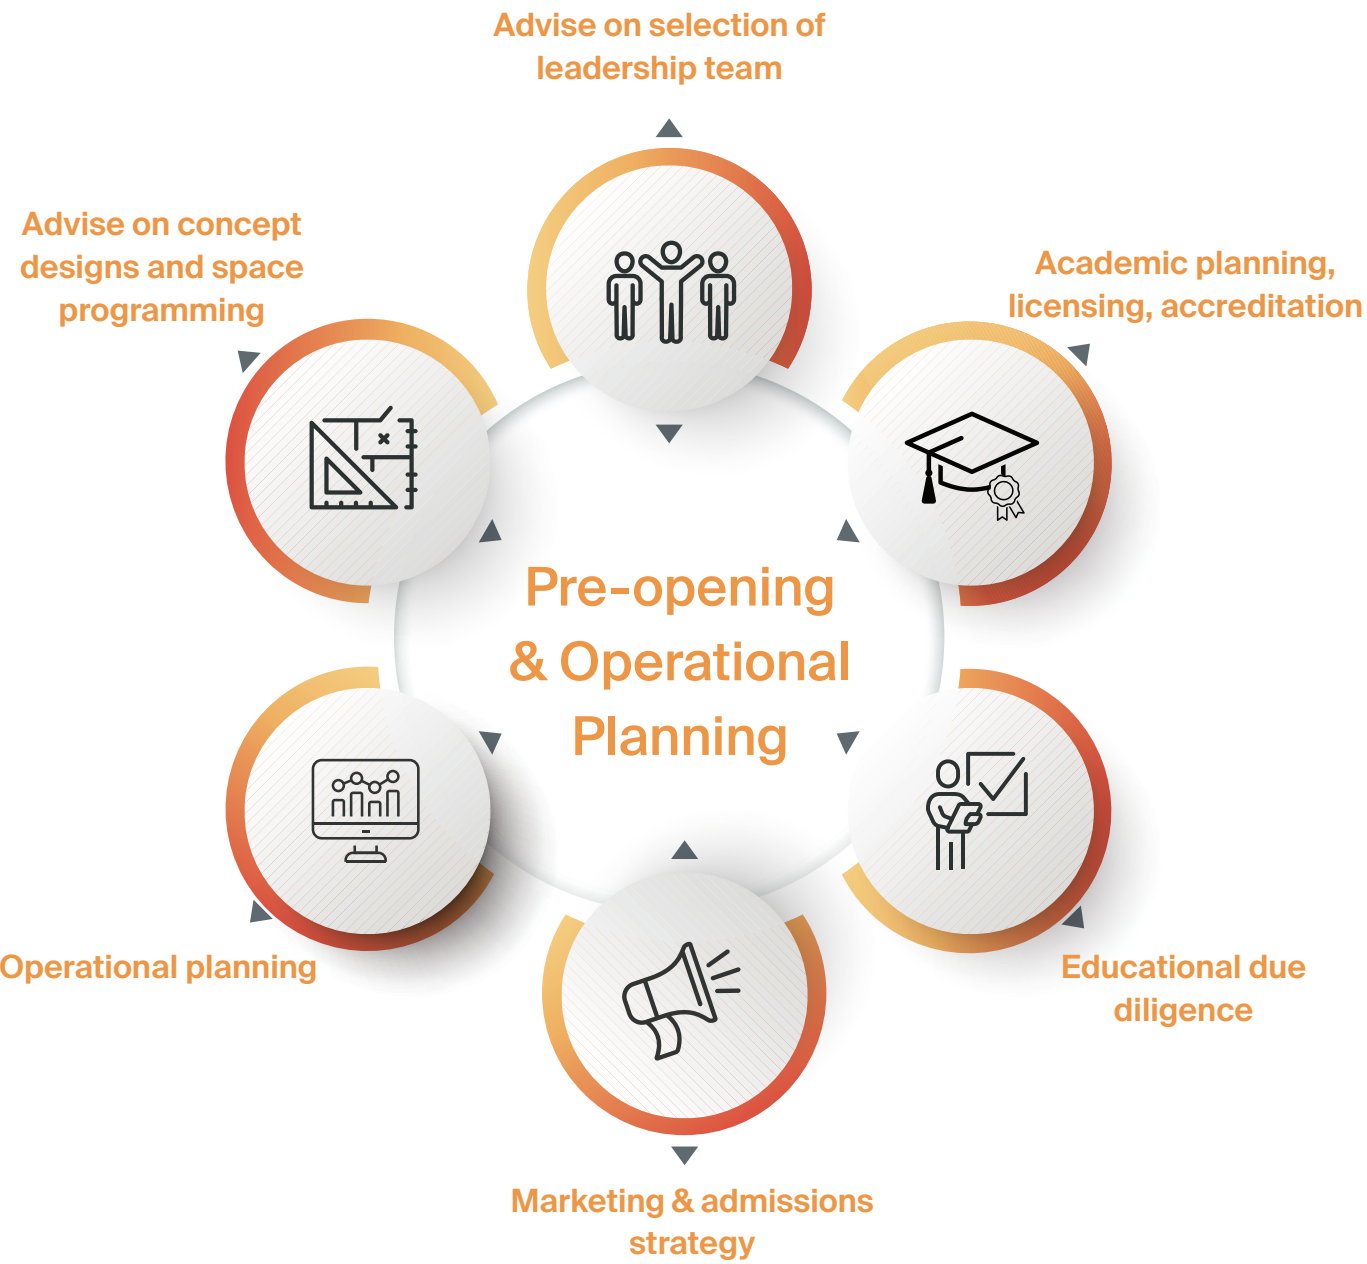 Advise on selection of
leadership team
Advise on concept
designs and space
programming
Academic planning,
licensing, accreditation
Pre-opening
& Operational
Planning
Operational planning
Educational due
diligence
Marketing & admissions
strategy